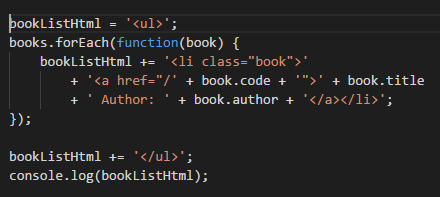 bookListHtml = '<ul>';
books.forEach(function(book) {
    bookListHtml += '<li class="book">'
        + '<a href="/' + book.code + '">' + book.title
        + ' Author: ' + book.author + '</a></li>';
});

bookListHtml += '</ul>';
console.log(bookListHtml);